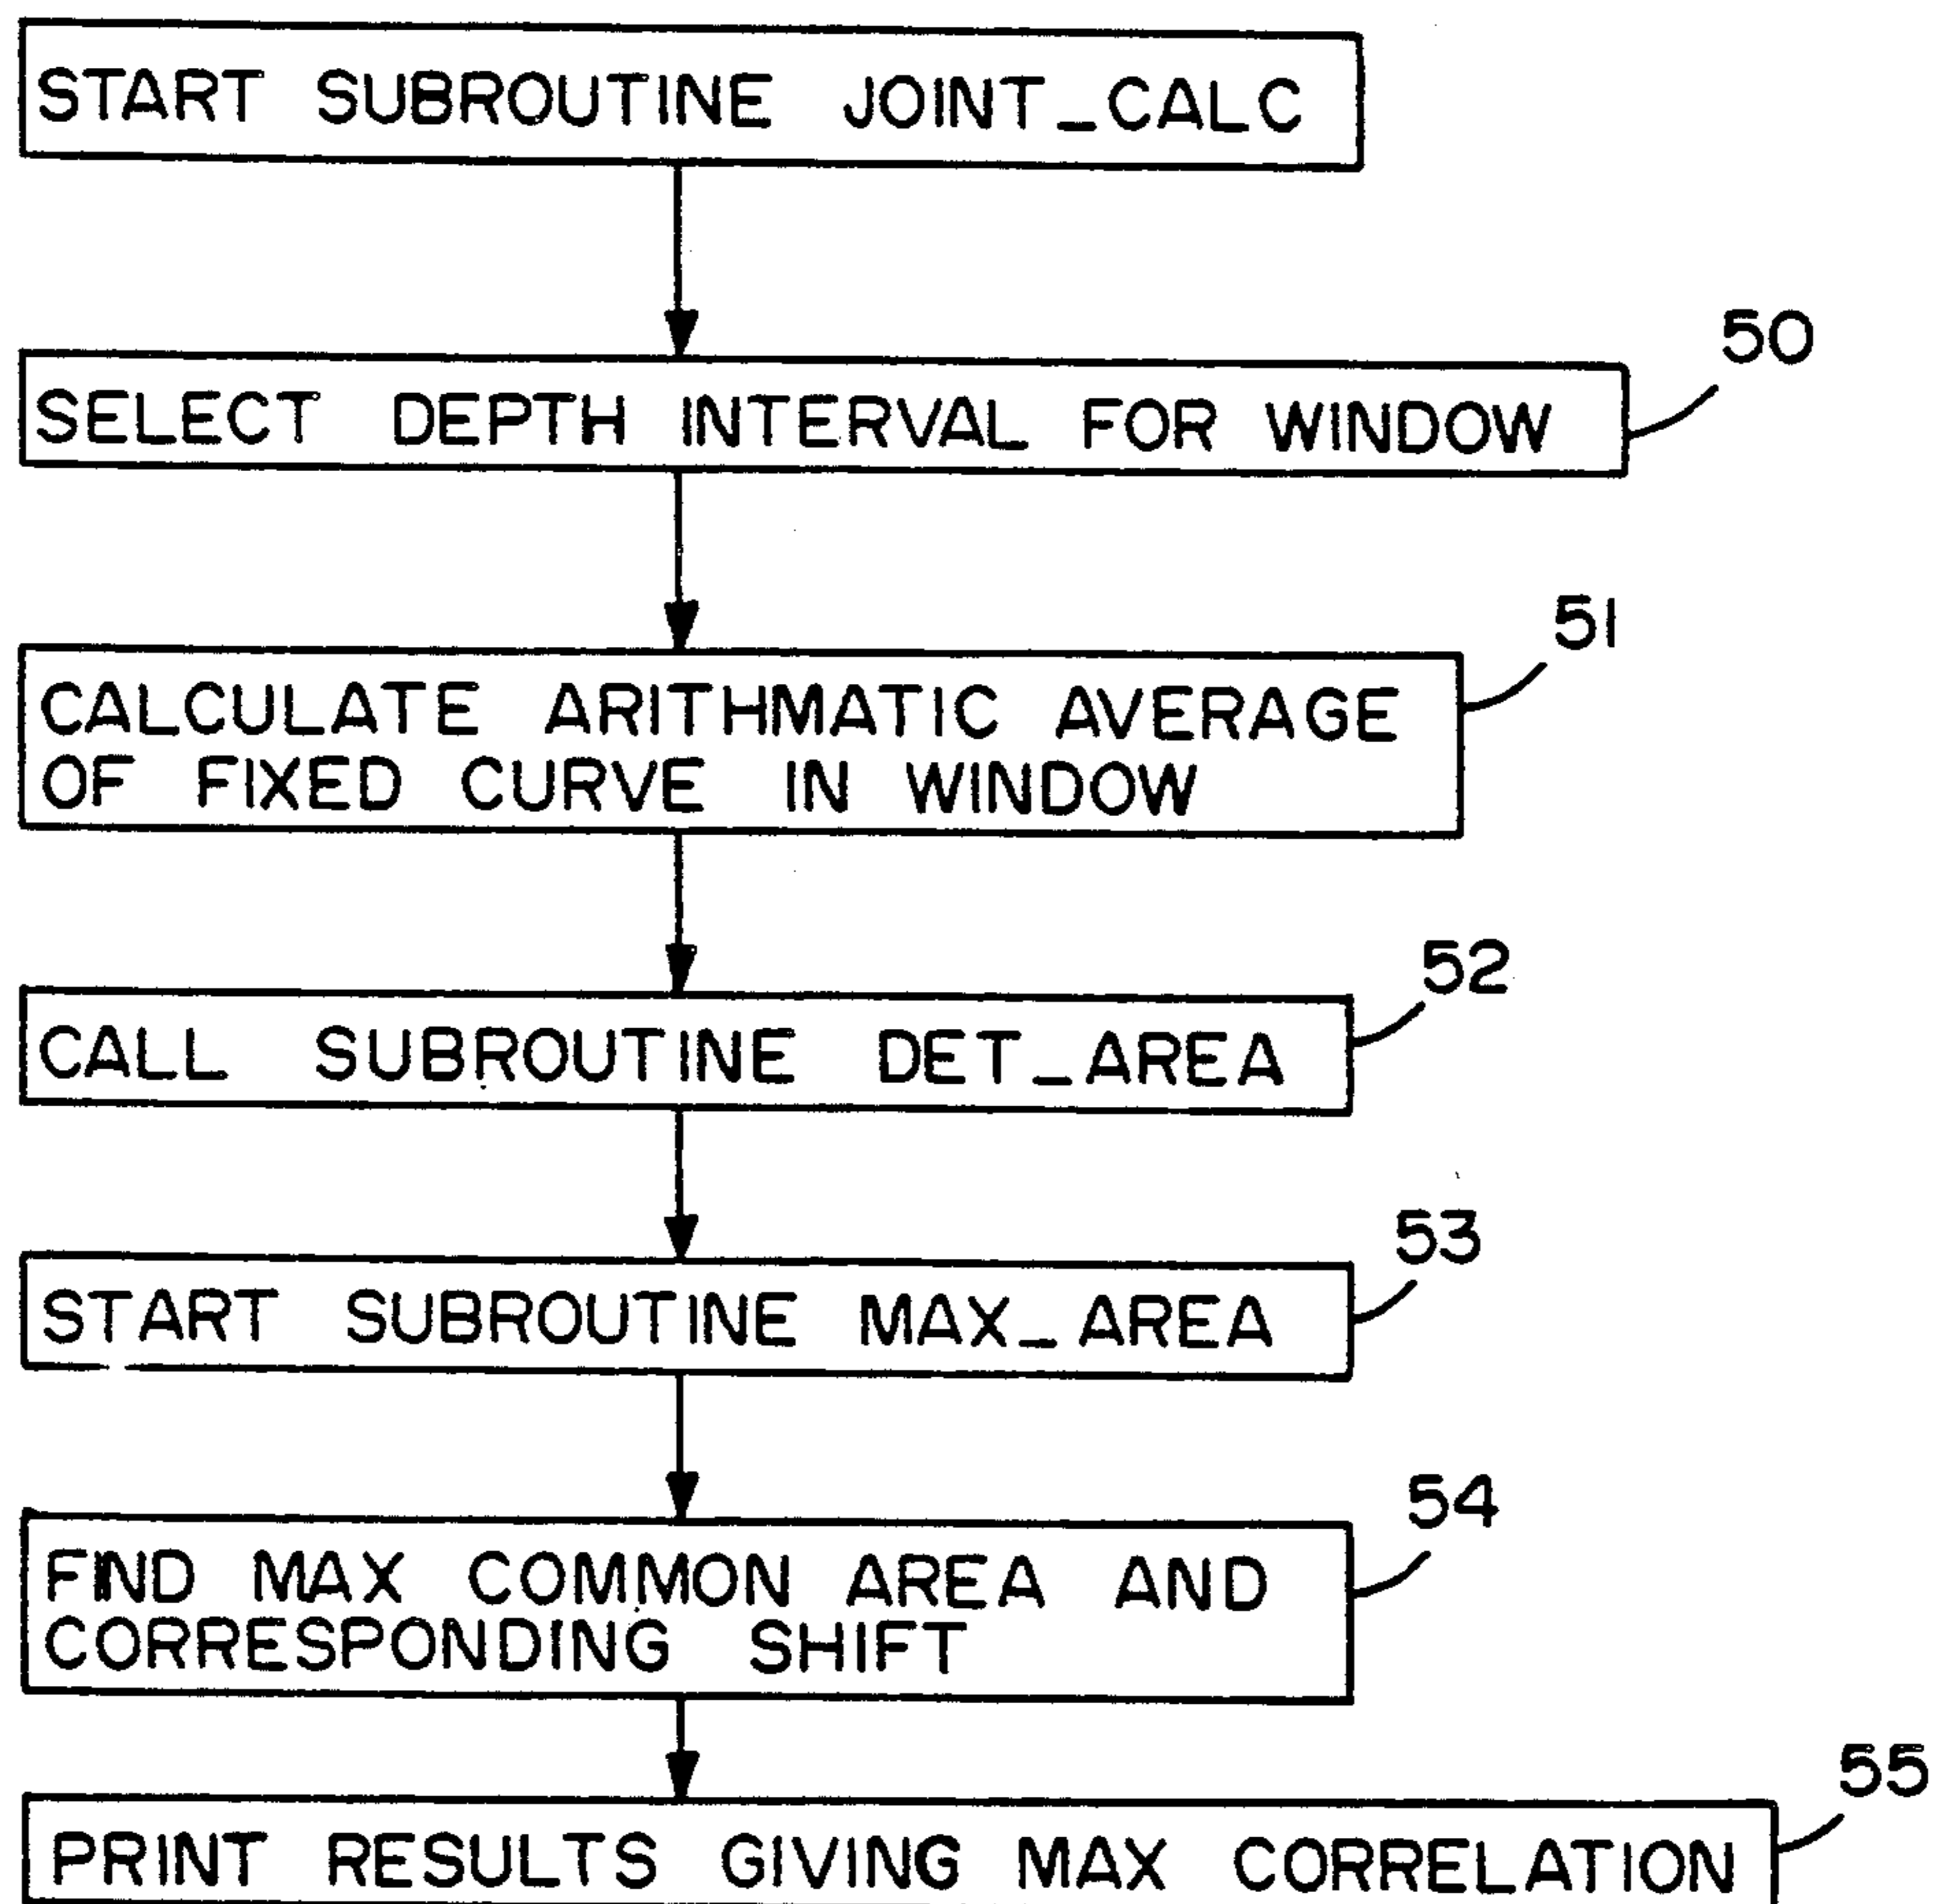 START SUBROUTINE JOINT_CALC
50
SELECT DEPTH INTERVAL FOR WINDOW
51
CALCULATE ARITHMATIC AVERAGE
OF FIXED CURVE IN WINDOW
52
CALL SUBROUTINE DET_AREA
53
START SUBROUTINE MAX_AREA
54
FIND MAX COMMON AREA AND
CORRESPONDING SHIFT
55
PRINT RESULTS GIVING MAX CORRELATION